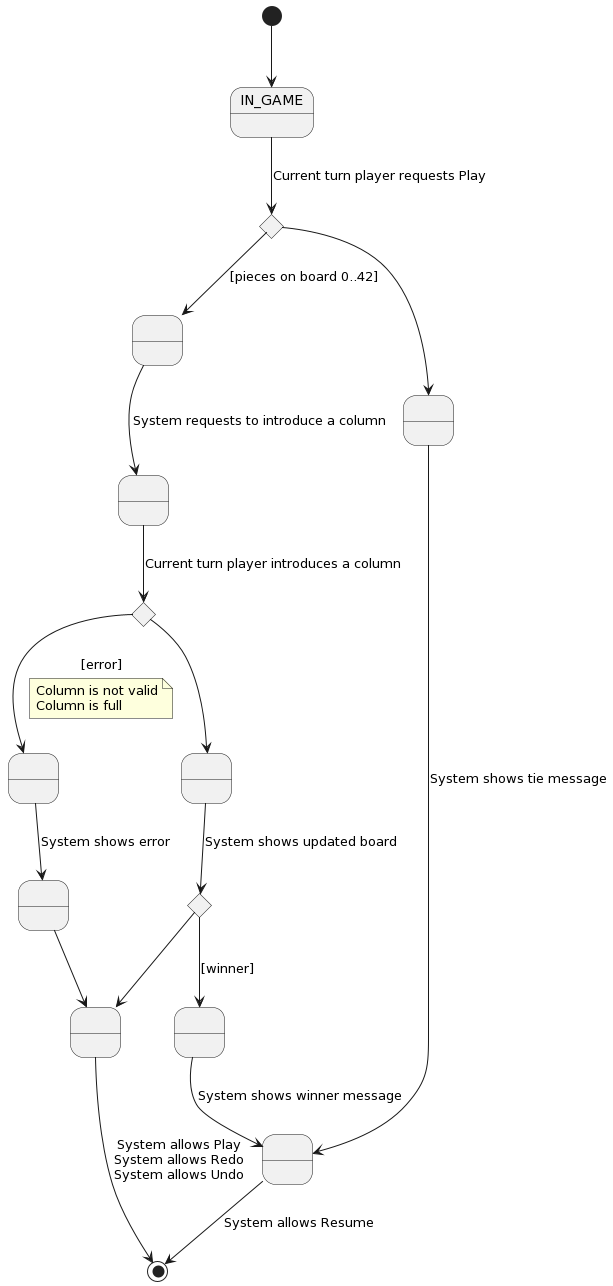 IN_GAME
Current turn player requests Play
[pieces on board 0..42]
System requests to introduce a column
Current turn player introduces a column
[error]
Column is not valid
Column is full
System shows tie message
System shows error
System shows updated board
[winner]
System shows winner message
System allows Play
System allows Redo
System allows Undo
System allows Resume